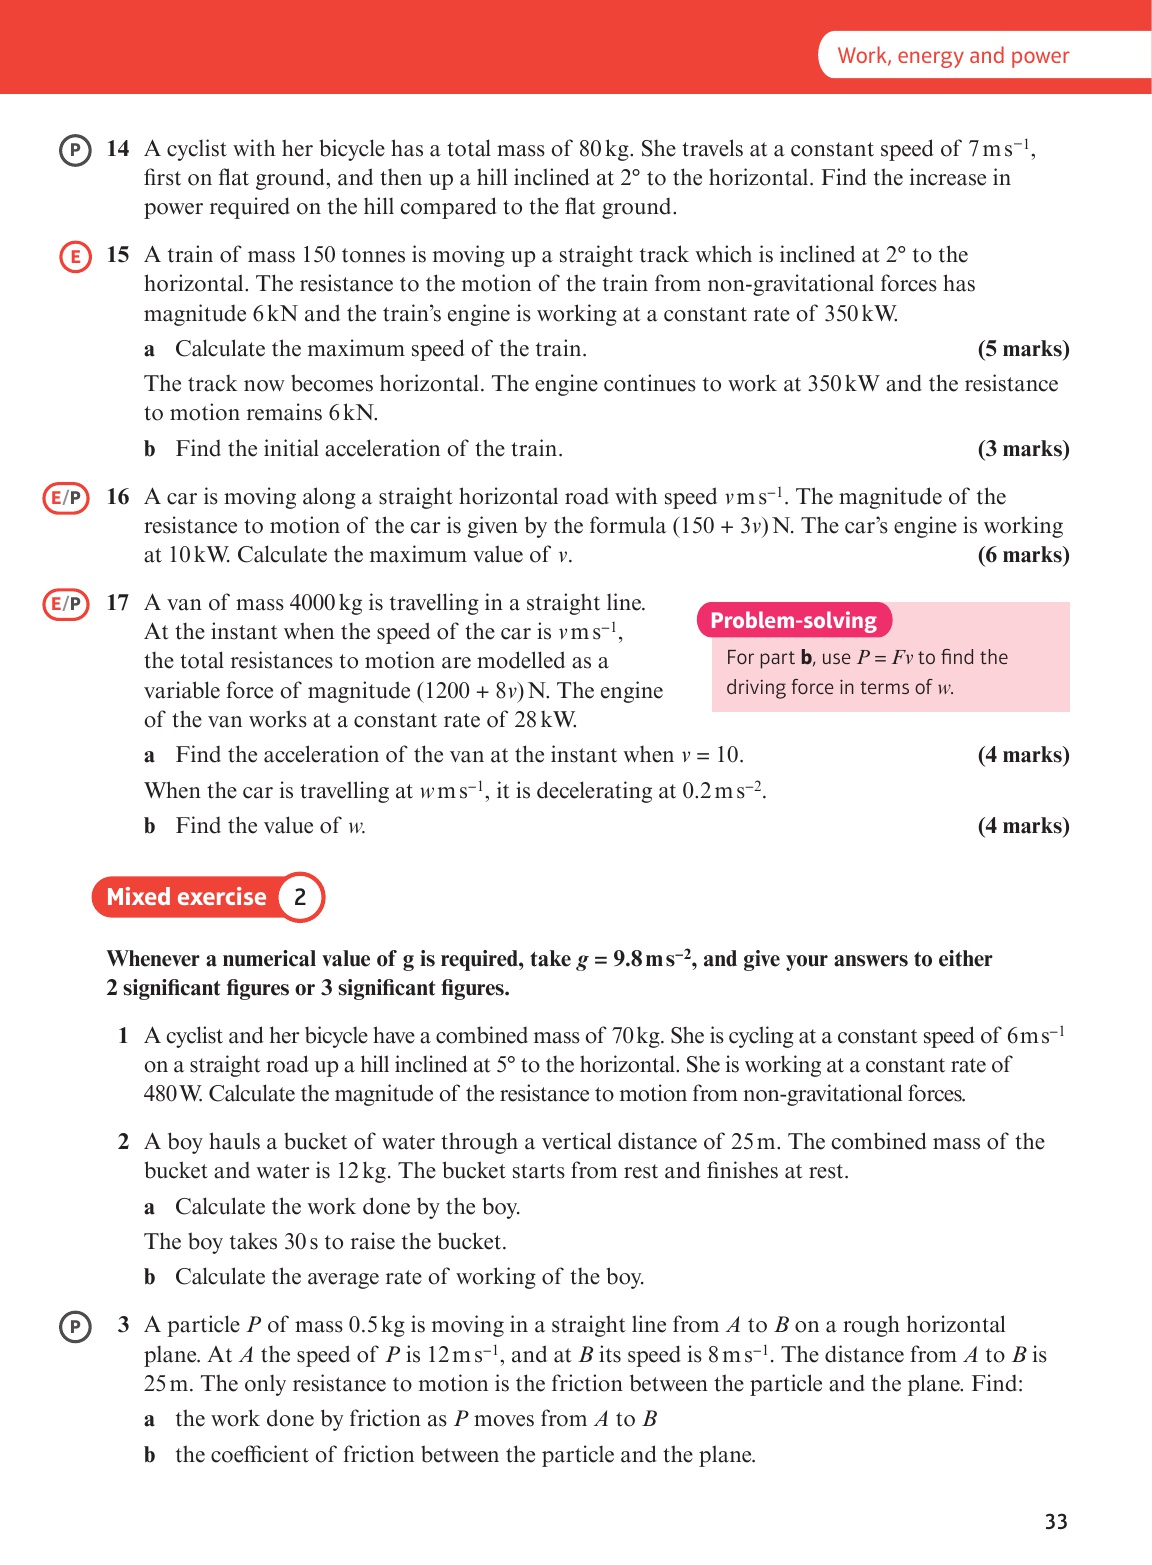 Work, energy and power
P 14 A cyclist with her bicycle has a total mass of 80 kg. She travels at a constant speed of 7 m s⁻¹,
first on flat ground, and then up a hill inclined at 2° to the horizontal. Find the increase in
power required on the hill compared to the flat ground.
E 15 A train of mass 150 tonnes is moving up a straight track which is inclined at 2° to the
horizontal. The resistance to the motion of the train from non-gravitational forces has
magnitude 6 kN and the train's engine is working at a constant rate of 350 kW.
a Calculate the maximum speed of the train. (5 marks)
The track now becomes horizontal. The engine continues to work at 350 kW and the resistance
to motion remains 6 kN.
b Find the initial acceleration of the train. (3 marks)
E/P 16 A car is moving along a straight horizontal road with speed v m s⁻¹. The magnitude of the
resistance to motion of the car is given by the formula (150 + 3v) N. The car's engine is working
at 10 kW. Calculate the maximum value of v. (6 marks)
E/P 17 A van of mass 4000 kg is travelling in a straight line.
At the instant when the speed of the car is v m s⁻¹,
the total resistances to motion are modelled as a
variable force of magnitude (1200 + 8v) N. The engine
of the van works at a constant rate of 28 kW.
Problem-solving
For part b, use P = Fv to find the
driving force in terms of w.
a Find the acceleration of the van at the instant when v = 10. (4 marks)
When the car is travelling at w m s⁻¹, it is decelerating at 0.2 m s⁻².
b Find the value of w. (4 marks)
Mixed exercise 2
Whenever a numerical value of g is required, take g = 9.8 m s⁻², and give your answers to either
2 significant figures or 3 significant figures.
1 A cyclist and her bicycle have a combined mass of 70 kg. She is cycling at a constant speed of 6 m s⁻¹
on a straight road up a hill inclined at 5° to the horizontal. She is working at a constant rate of
480 W. Calculate the magnitude of the resistance to motion from non-gravitational forces.
2 A boy hauls a bucket of water through a vertical distance of 25 m. The combined mass of the
bucket and water is 12 kg. The bucket starts from rest and finishes at rest.
a Calculate the work done by the boy.
The boy takes 30 s to raise the bucket.
b Calculate the average rate of working of the boy.
P 3 A particle P of mass 0.5 kg is moving in a straight line from A to B on a rough horizontal
plane. At A the speed of P is 12 m s⁻¹, and at B its speed is 8 m s⁻¹. The distance from A to B is
25 m. The only resistance to motion is the friction between the particle and the plane. Find:
a the work done by friction as P moves from A to B
b the coefficient of friction between the particle and the plane.
33